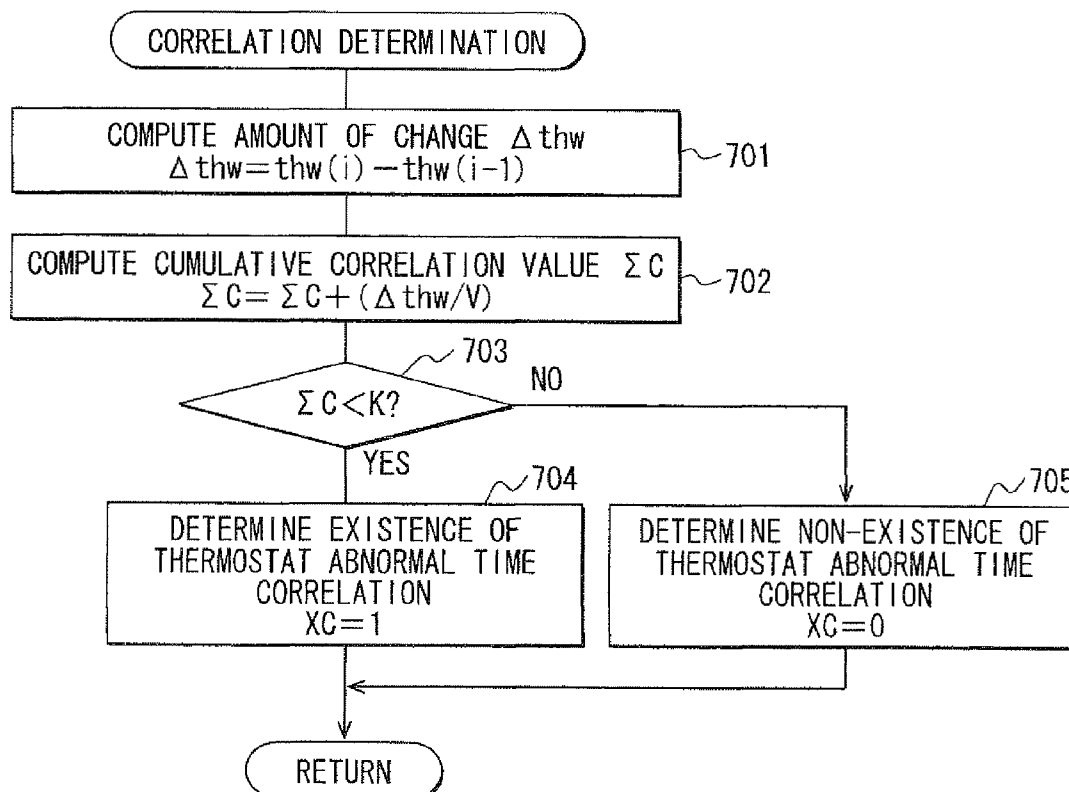 CORRELATION DETERMINATION
COMPUTE AMOUNT OF CHANGE Δthw
Δthw=thw(i)-thw(i-1)
701
COMPUTE CUMULATIVE CORRELATION VALUE ΣC
ΣC=ΣC+(Δthw/V)
702
703
ΣC<K?
NO
YES
704
DETERMINE EXISTENCE OF
THERMOSTAT ABNORMAL TIME
CORRELATION
XC=1
705
DETERMINE NON-EXISTENCE OF
THERMOSTAT ABNORMAL TIME
CORRELATION
XC=0
RETURN